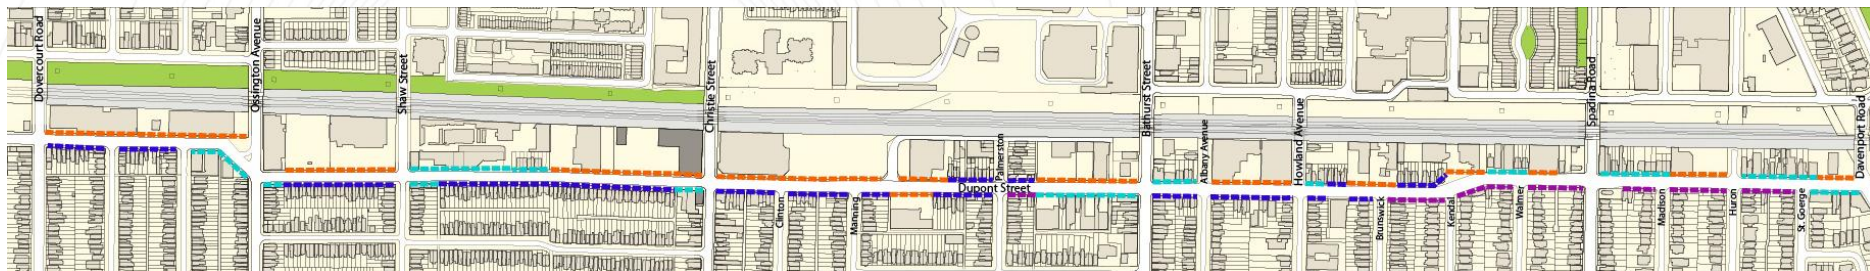 Dovercourt Road
Ossington Avenue
Shaw Street
Christie Street
Clinton
Manning
Palmerston
Dupont Street
Bathurst Street
Albany Avenue
Howland Avenue
Brunswick
Kendal
Walmer
Spadina Road
Madison
Huron
St. George
Davenport Road